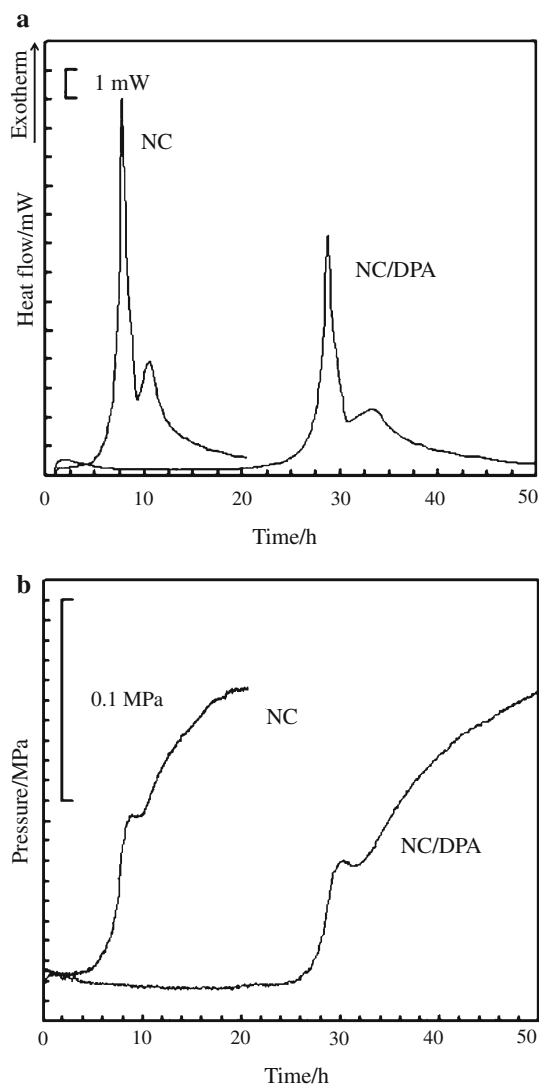 a
Exotherm
1 mW
NC
Heat flow/mW
NC/DPA
0 10 20 30 40 50
Time/h
b
0.1 MPa
NC
Pressure/MPa
NC/DPA
0 10 20 30 40 50
Time/h